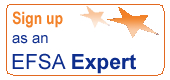 Sign up
as an
EFSA Expert